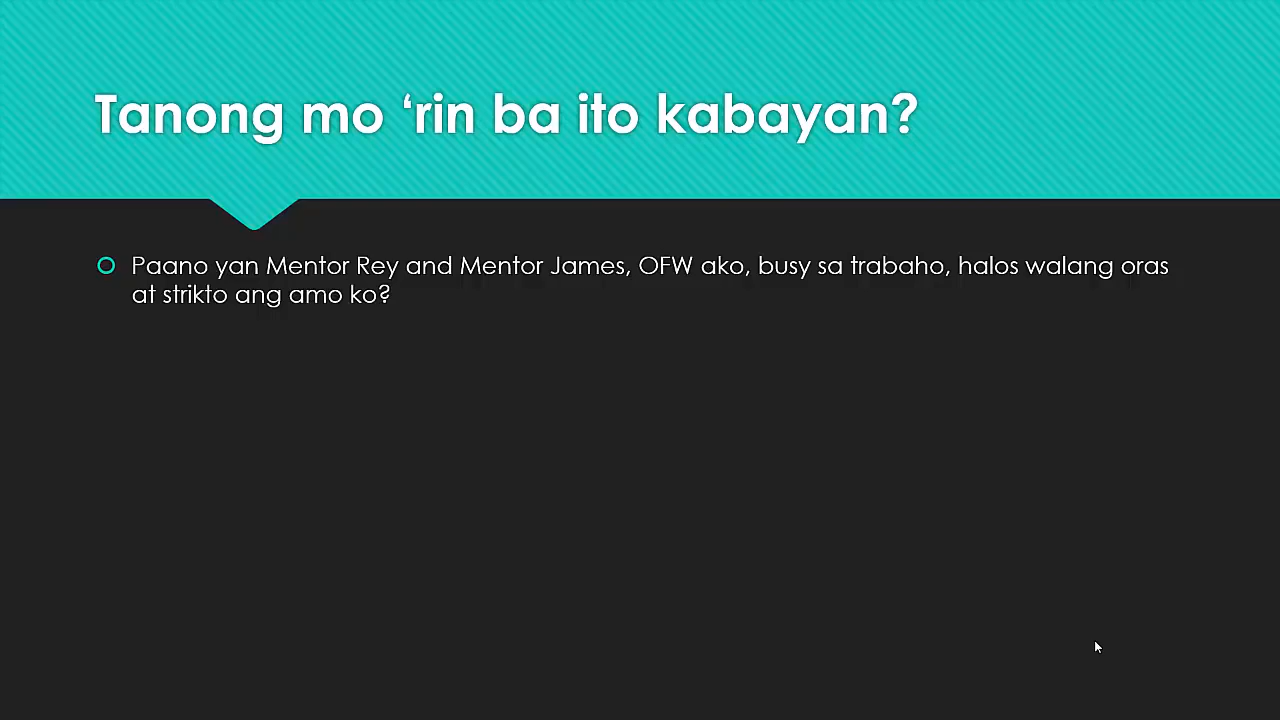 Tanong mo ‘rin ba ito kabayan?
Paano yan Mentor Rey and Mentor James, OFW ako, busy sa trabaho, halos walang oras
at strikto ang amo ko?